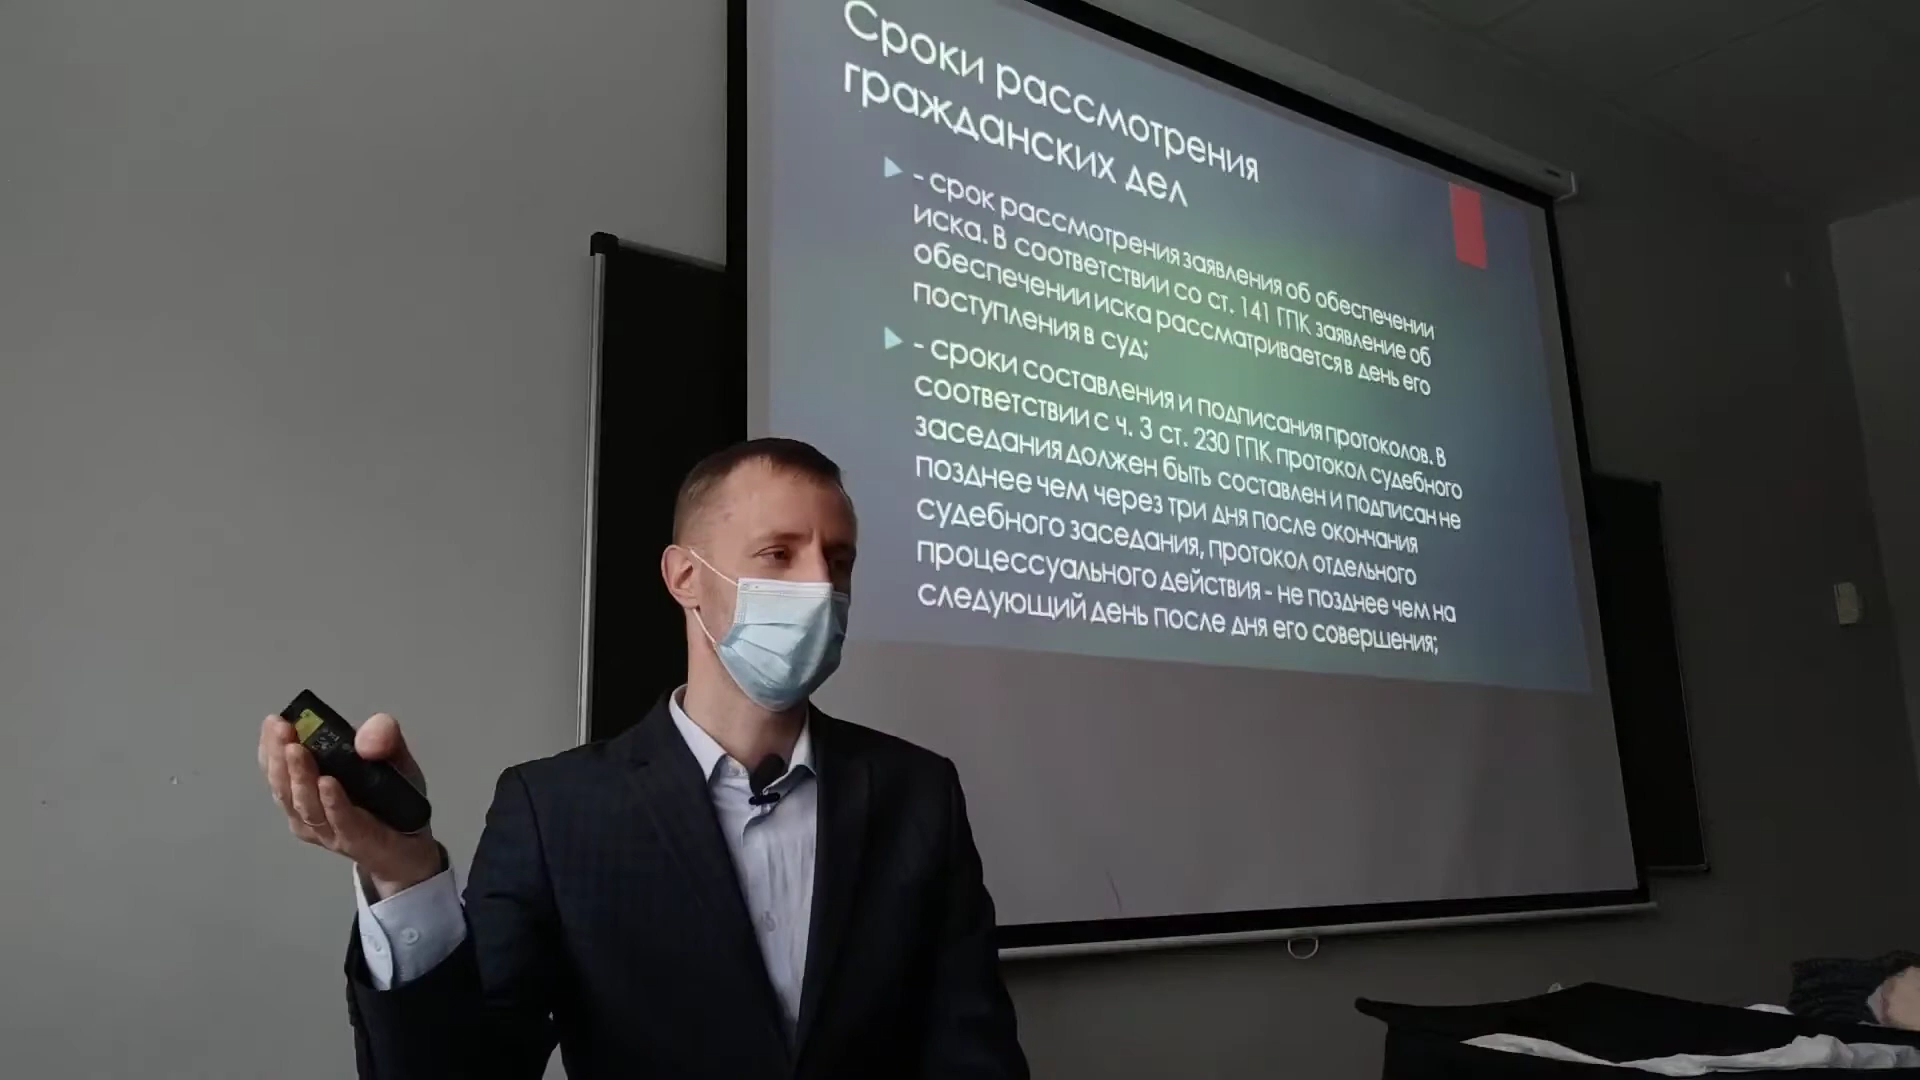 Сроки рассмотрения
гражданских дел
- срок рассмотрения заявления об обеспечении
иска. В соответствии со ст. 141 ГПК заявление об
обеспечении иска рассматривается в день его
поступления в суд;
- сроки составления и подписания протоколов. В
соответствии с ч. 3 ст. 230 ГПК протокол судебного
заседания должен быть составлен и подписан не
позднее чем через три дня после окончания
судебного заседания, протокол отдельного
процессуального действия - не позднее чем на
следующий день после дня его совершения;